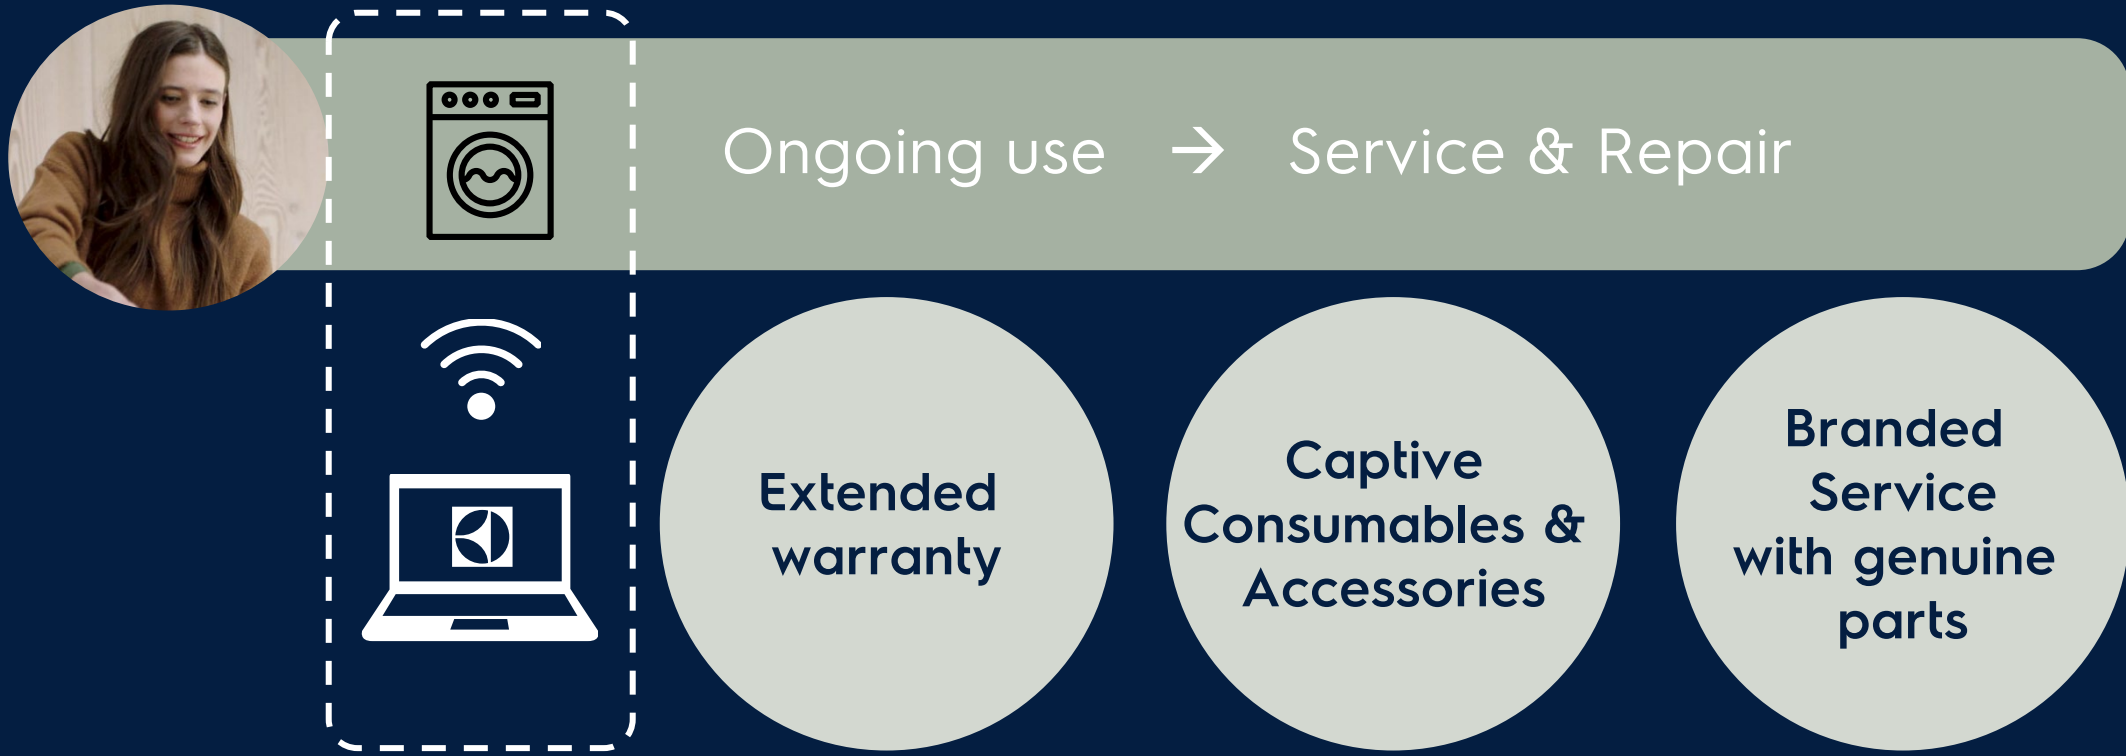 Ongoing use → Service & Repair
Extended
warranty
Captive
Consumables &
Accessories
Branded
Service
with genuine
parts